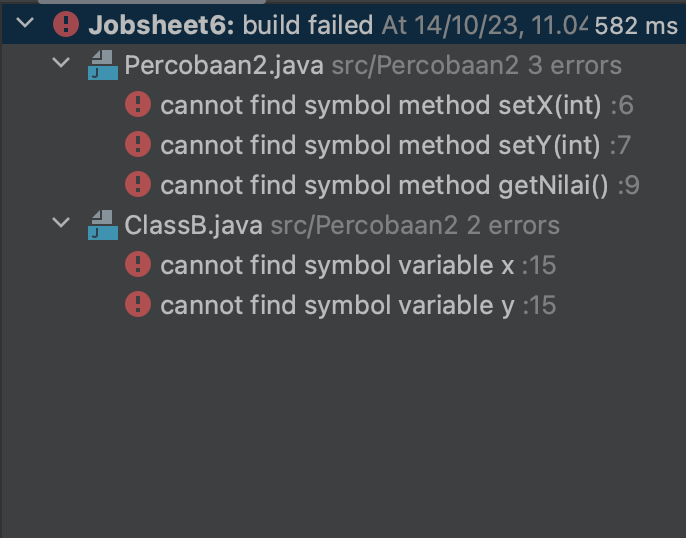 Jobsheet6: build failed At 14/10/23, 11.04 582 ms
Percobaan2.java src/Percobaan2 3 errors
cannot find symbol method setX(int) :6
cannot find symbol method setY(int) :7
cannot find symbol method getNilai() :9
ClassB.java src/Percobaan2 2 errors
cannot find symbol variable x :15
cannot find symbol variable y :15